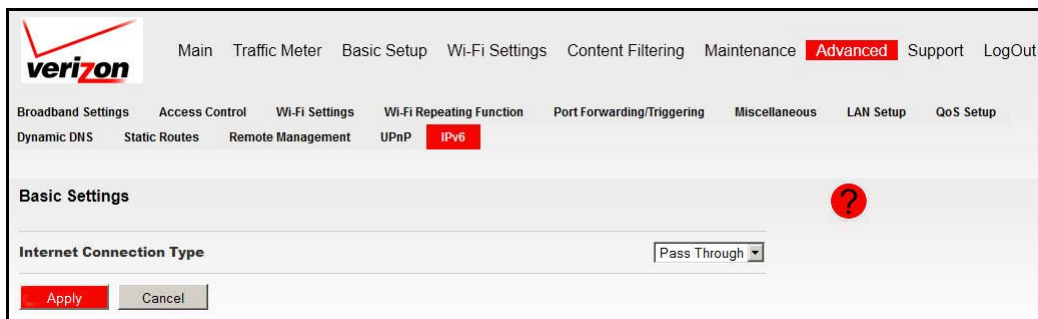 verizon
Main Traffic Meter Basic Setup Wi-Fi Settings Content Filtering Maintenance Advanced Support LogOut
Broadband Settings Access Control Wi-Fi Settings Wi-Fi Repeating Function Port Forwarding/Triggering Miscellaneous LAN Setup QoS Setup
Dynamic DNS Static Routes Remote Management UPnP IPv6
Basic Settings ?
Internet Connection Type Pass Through
Apply Cancel